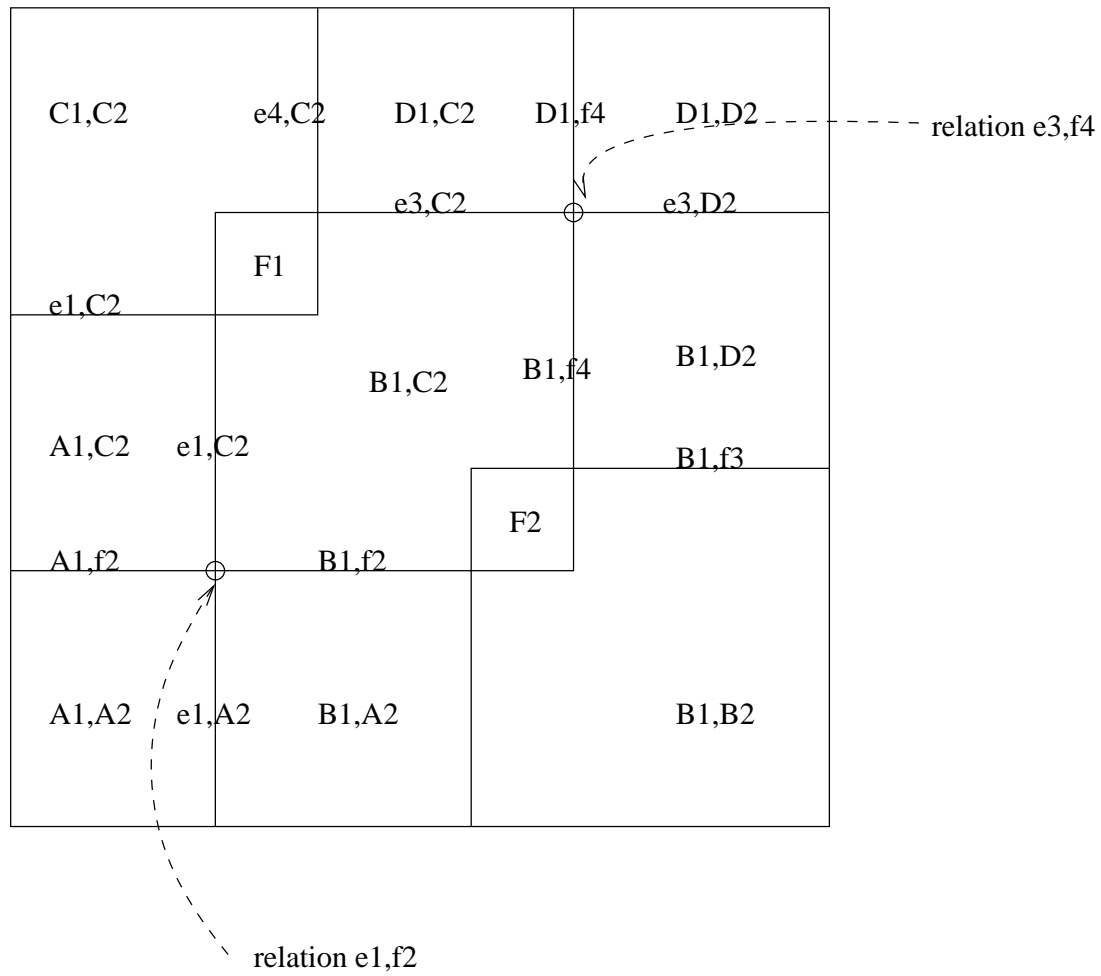 C1,C2 e4,C2 D1,C2 D1,f4 D1,D2
relation e3,f4
e3,C2 e3,D2
F1
e1,C2
B1,C2 B1,f4 B1,D2
A1,C2 e1,C2 B1,f3
F2
A1,f2 B1,f2
A1,A2 e1,A2 B1,A2 B1,B2
relation e1,f2